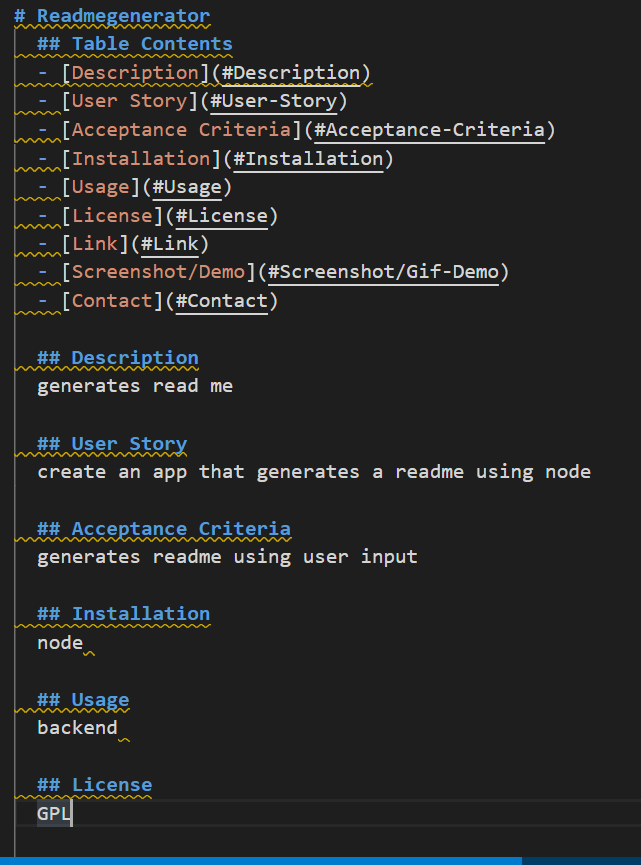 # Readmegenerator
## Table Contents
- [Description](#Description)
- [User Story](#User-Story)
- [Acceptance Criteria](#Acceptance-Criteria)
- [Installation](#Installation)
- [Usage](#Usage)
- [License](#License)
- [Link](#Link)
- [Screenshot/Demo](#Screenshot/Gif-Demo)
- [Contact](#Contact)
## Description
generates read me
## User Story
create an app that generates a readme using node
## Acceptance Criteria
generates readme using user input
## Installation
node
## Usage
backend
## License
GPL